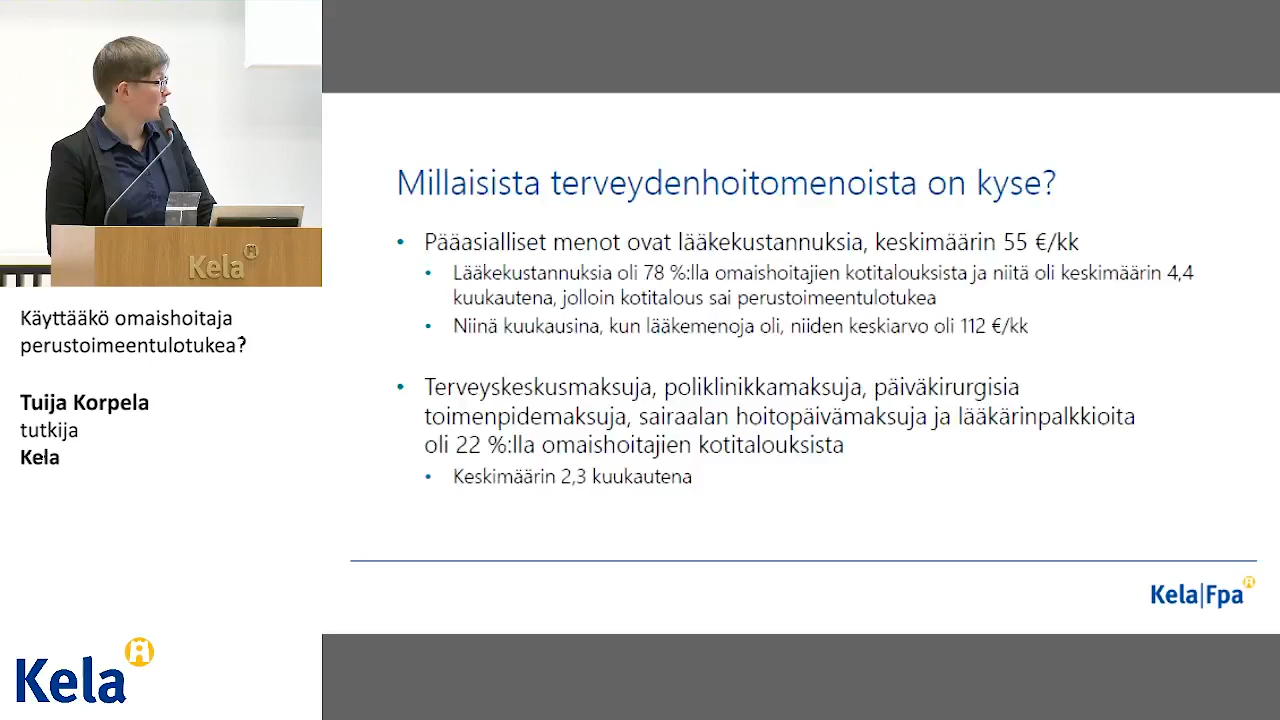 Kela
Käyttääkö omaishoitaja
perustoimeentulotukea?
Tuija Korpela
tutkija
Kela
Kela
Millaisista terveydenhoitomenoista on kyse?
• Pääasialliset menot ovat lääkekustannuksia, keskimäärin 55 €/kk
• Lääkekustannuksia oli 78 %:lla omaishoitajien kotitalouksista ja niitä oli keskimäärin 4,4
kuukautena, jolloin kotitalous sai perustoimeentulotukea
• Niinä kuukausina, kun lääkemenoja oli, niiden keskiarvo oli 112 €/kk
• Terveyskeskusmaksuja, poliklinikkamaksuja, päiväkirurgisia
toimenpidemaksuja, sairaalan hoitopäivämaksuja ja lääkärinpalkkioita
oli 22 %:lla omaishoitajien kotitalouksista
• Keskimäärin 2,3 kuukautena
Kela|Fpa